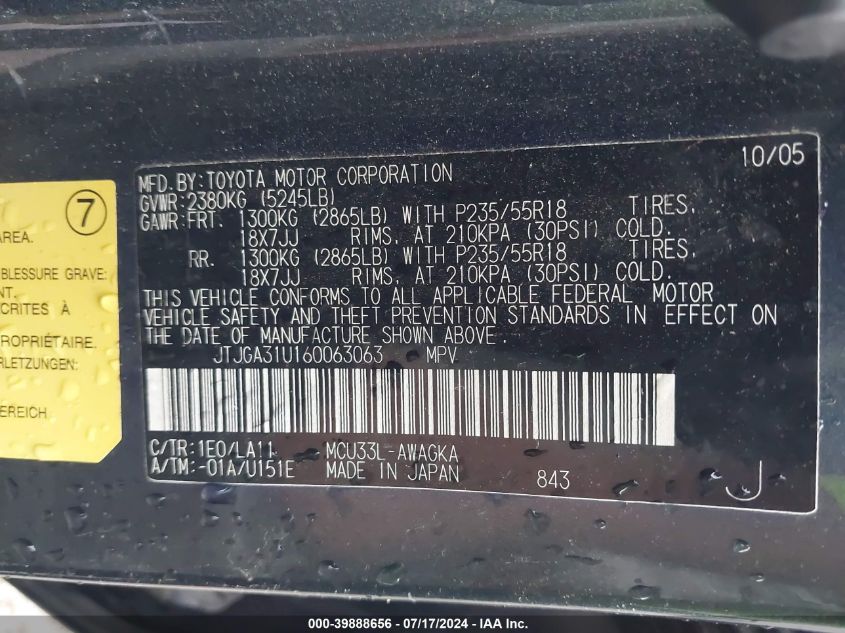 10/05
MFD.BY:TOYOTA MOTOR CORPORATION
GVWR:2380KG (5245LB)
GAWR:FRT. 1300KG (2865LB) WITH P235/55R18 TIRES,
18X7JJ RIMS, AT 210KPA (30PSI) COLD.
RR. 1300KG (2865LB) WITH P235/55R18 TIRES,
18X7JJ RIMS, AT 210KPA (30PSI) COLD.
THIS VEHICLE CONFORMS TO ALL APPLICABLE FEDERAL MOTOR
VEHICLE SAFETY AND THEFT PREVENTION STANDARDS IN EFFECT ON
THE DATE OF MANUFACTURE SHOWN ABOVE.
JTJGA31U160063063 MPV
C/TR:1E0/LA11 MCU33L-AWAGKA
A/TM:-01A/U151E MADE IN JAPAN 843 J
7
AREA.
BLESSURE GRAVE:
NT.
CRITES À
PROPRIÉTAIRE.
ERLETZUNGEN:
BEREICH
000-39888656 / 07/17/2024 - IAA Inc.